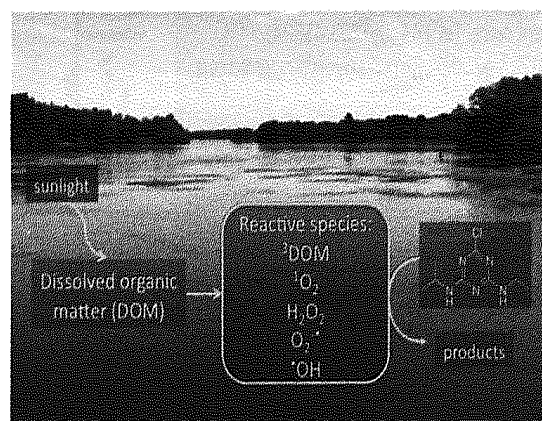 sunlight
Dissolved organic
matter (DOM)
Reactive species:
³DOM
¹O₂
H₂O₂
O₂⁻•
•OH
Cl
N N
N N N
H H
products